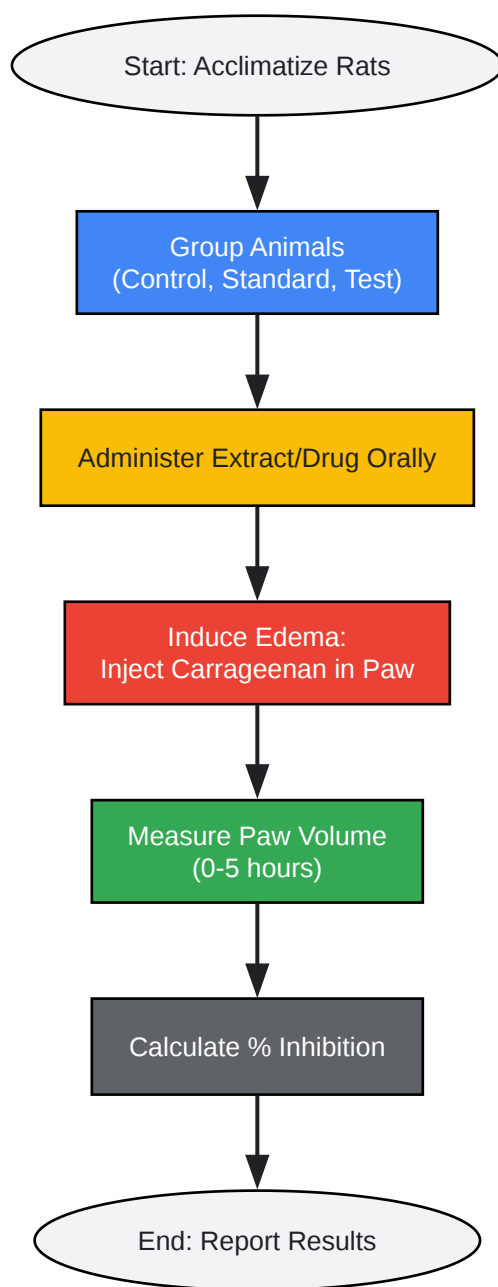 Start: Acclimatize Rats
Group Animals
(Control, Standard, Test)
Administer Extract/Drug Orally
Induce Edema:
Inject Carrageenan in Paw
Measure Paw Volume
(0-5 hours)
Calculate % Inhibition
End: Report Results